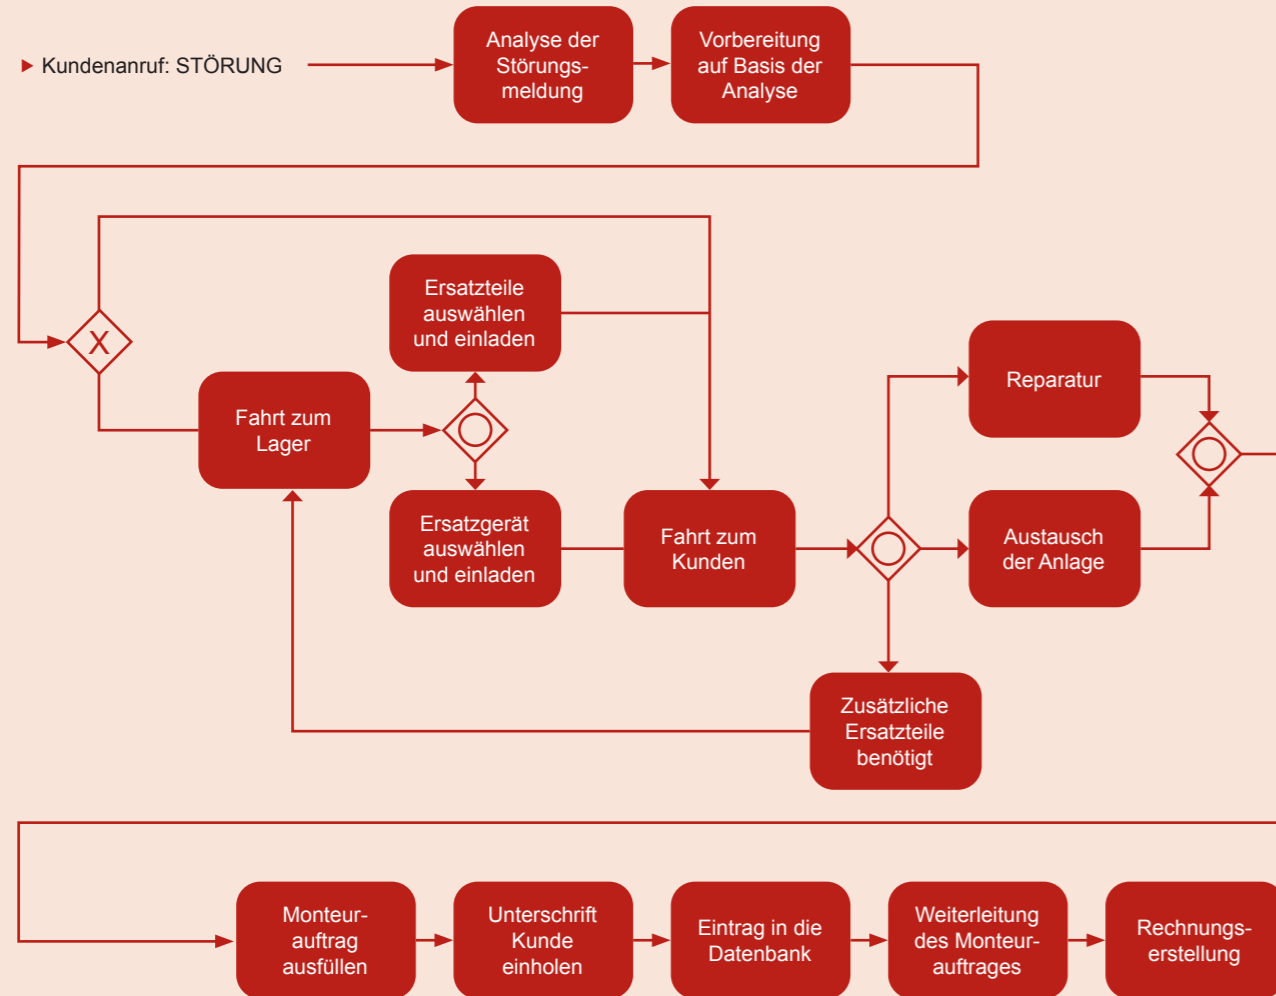 Kundenanruf: STÖRUNG
Analyse der
Störungs-
meldung
Vorbereitung
auf Basis der
Analyse
X
Ersatzteile
auswählen
und einladen
Fahrt zum
Lager
Ersatzgerät
auswählen
und einladen
Fahrt zum
Kunden
Reparatur
Austausch
der Anlage
Zusätzliche
Ersatzteile
benötigt
Monteur-
auftrag
ausfüllen
Unterschrift
Kunde
einholen
Eintrag in die
Datenbank
Weiterleitung
des Monteur-
auftrages
Rechnungs-
erstellung